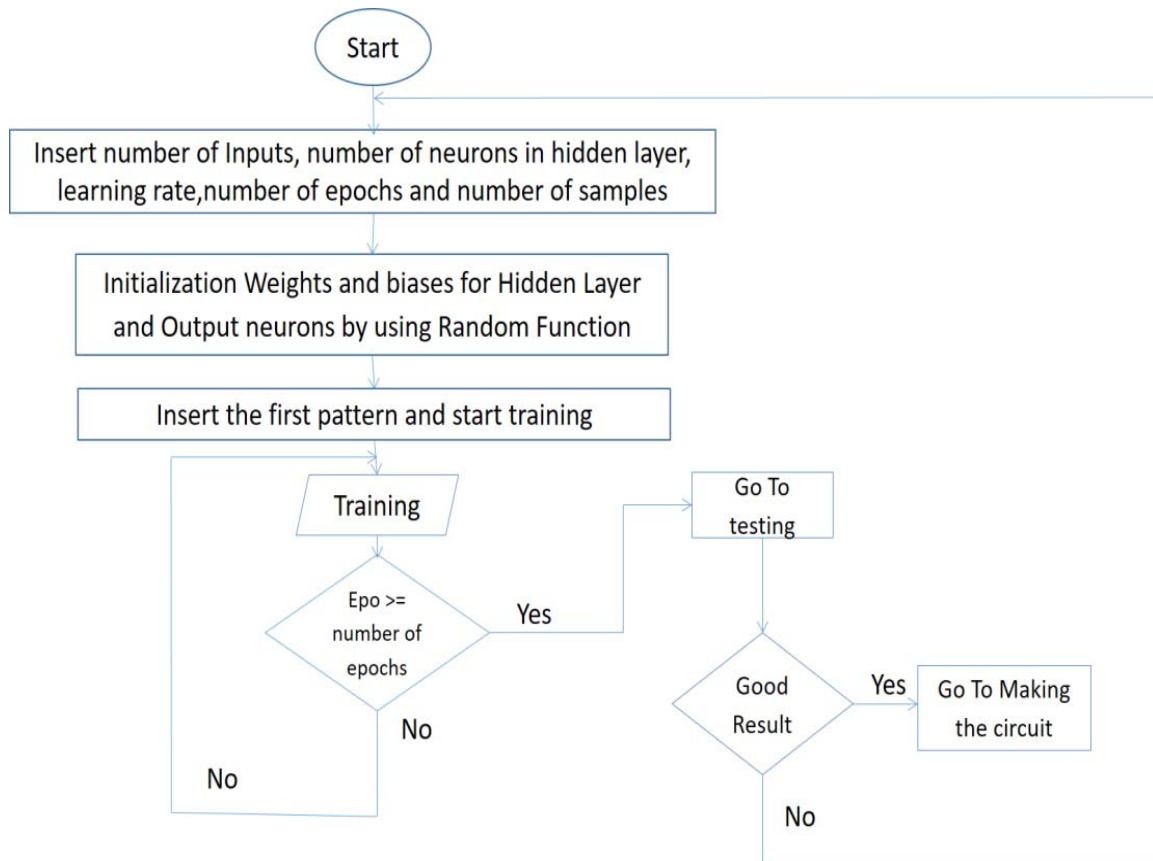 Start
Insert number of Inputs, number of neurons in hidden layer,
learning rate,number of epochs and number of samples
Initialization Weights and biases for Hidden Layer
and Output neurons by using Random Function
Insert the first pattern and start training
Training
Go To
testing
Epo >=
number of
epochs
Yes
No
No
Good
Result
Yes
Go To Making
the circuit
No